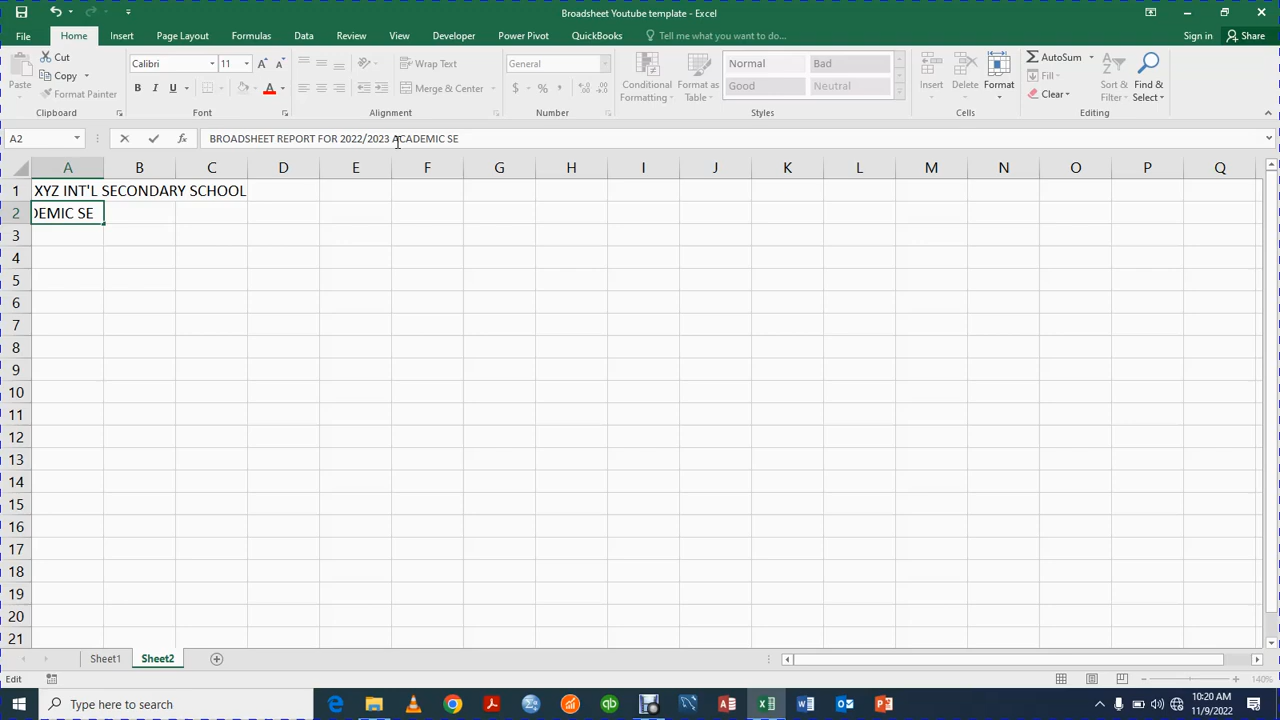 Broadsheet Youtube template - Excel
File Home Insert Page Layout Formulas Data Review View Developer Power Pivot QuickBooks Tell me what you want to do... Sign in Share
Paste
Cut
Copy
Format Painter
Clipboard
Calibri 11
B I U
Font
Wrap Text
Merge & Center
Alignment
General
$ % ,
Number
Conditional Formatting
Format as Table
Normal Bad
Good Neutral
Styles
Insert Delete Format
Cells
AutoSum
Fill
Clear
Sort & Filter
Find & Select
Editing
A2 fx BROADSHEET REPORT FOR 2022/2023 ACADEMIC SE
A B C D E F G H I J K L M N O P Q
1 XYZ INT'L SECONDARY SCHOOL
2 DEMIC SE
3
4
5
6
7
8
9
10
11
12
13
14
15
16
17
18
19
20
21
Sheet1 Sheet2
Edit 140%
Type here to search
10:20 AM
11/9/2022